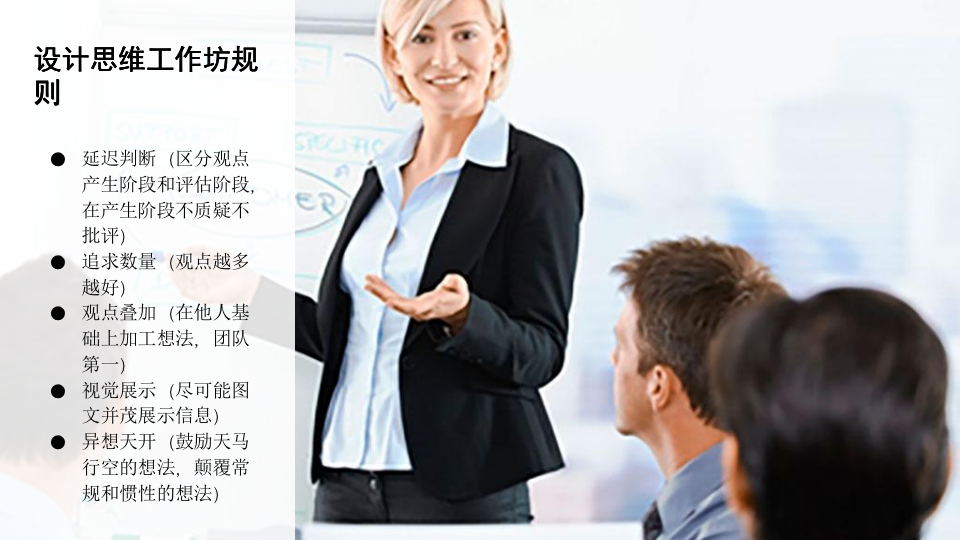 设计思维工作坊规
则
● 延迟判断（区分观点
产生阶段和评估阶段，
在产生阶段不质疑不
批评）
● 追求数量（观点越多
越好）
● 观点叠加（在他人基
础上加工想法，团队
第一）
● 视觉展示（尽可能图
文并茂展示信息）
● 异想天开（鼓励天马
行空的想法，颠覆常
规和惯性的想法）
SUPPORT
SPECIFIC
OMER